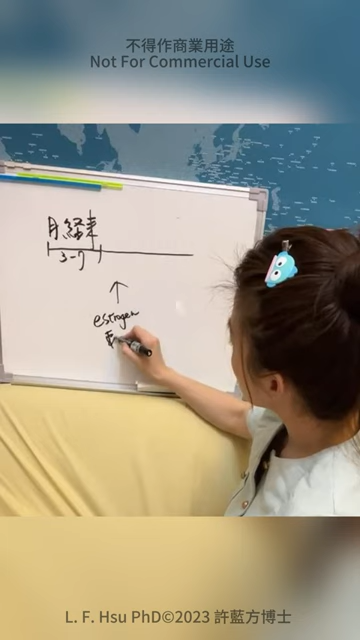 不得作商業用途
Not For Commercial Use
月經來
3-7
estrogen
L. F. Hsu PhD©2023 許藍方博士